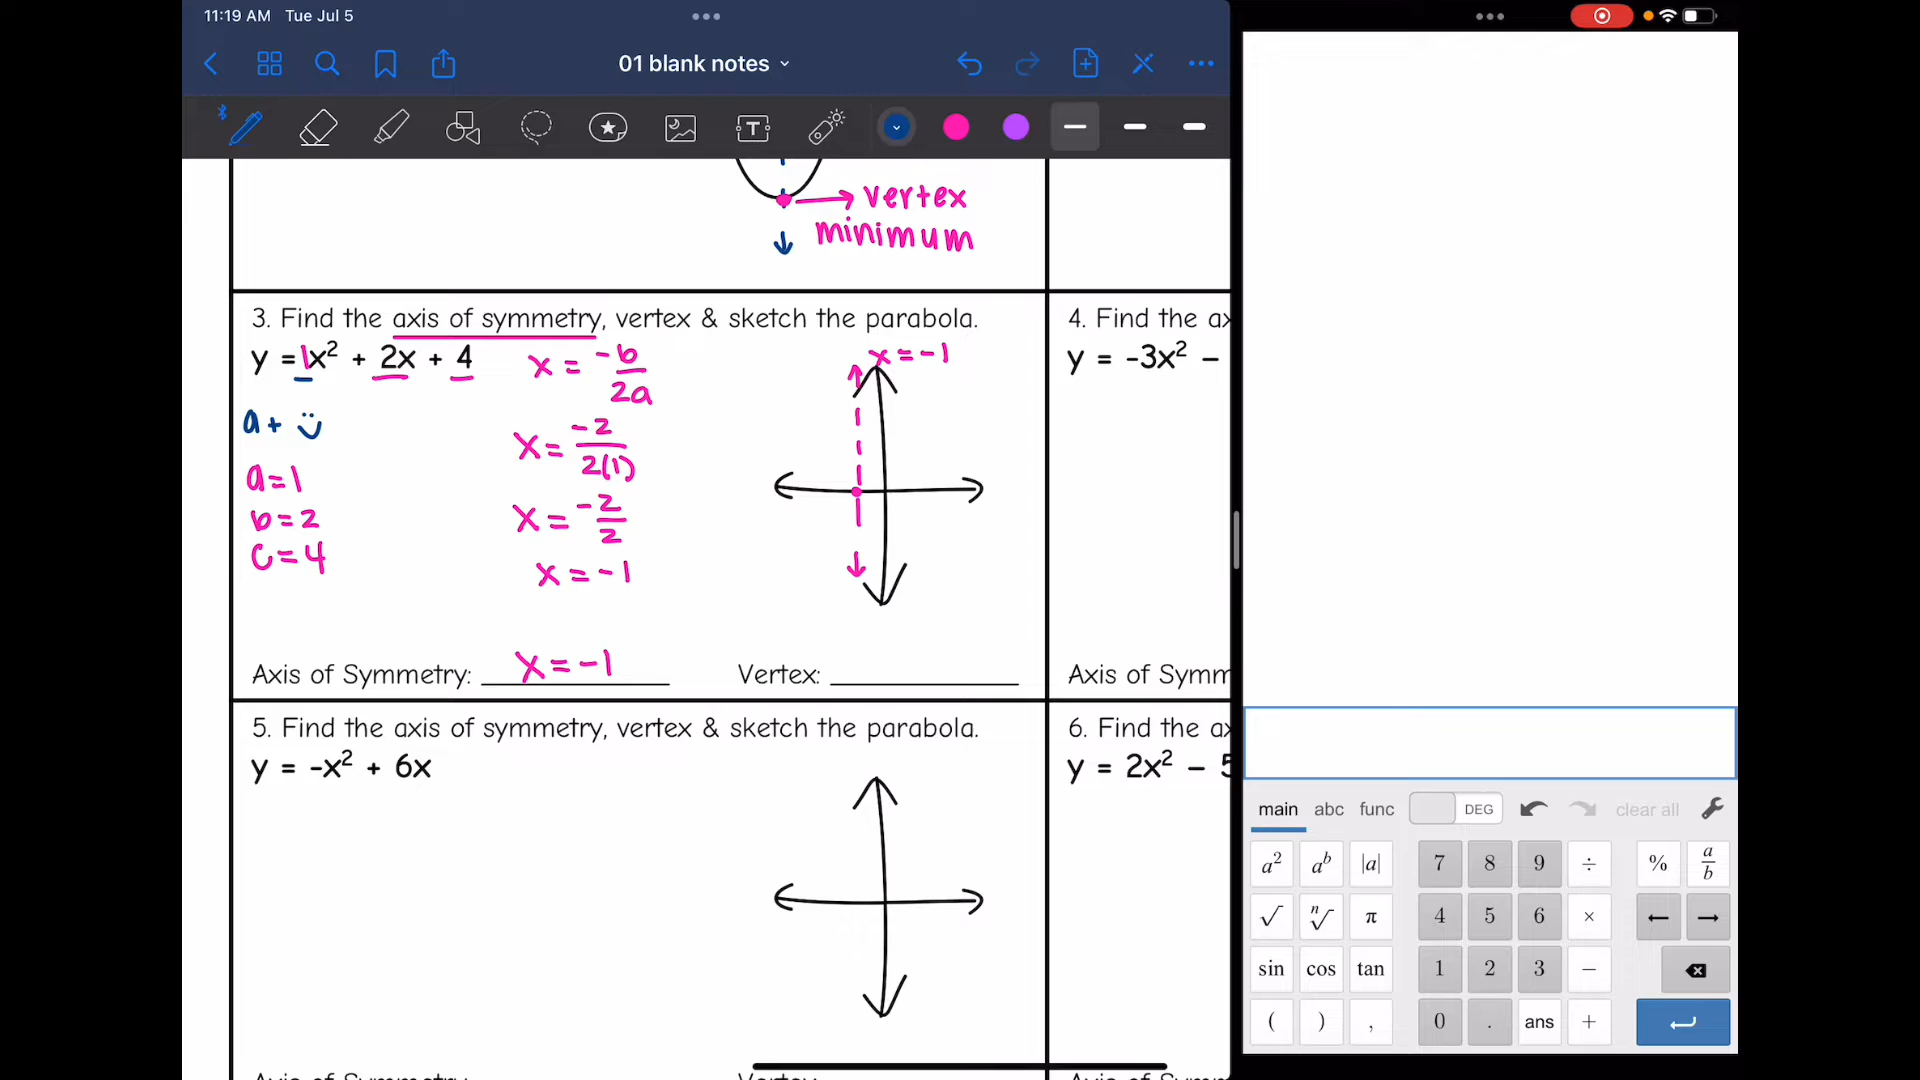 11:19 AM Tue Jul 5
01 blank notes
vertex
minimum
3. Find the axis of symmetry, vertex & sketch the parabola.
y = 1x² + 2x + 4
a + 
a = 1
b = 2
c = 4
x = -b/2a
x = -2/2(1)
x = -2/2
x = -1
x = -1
Axis of Symmetry: x = -1
Vertex:
4. Find the ax
y = -3x² -
Axis of Symm
5. Find the axis of symmetry, vertex & sketch the parabola.
y = -x² + 6x
6. Find the ax
y = 2x² - 5
main abc func DEG clear all
a² aᵇ |a| 7 8 9 ÷ % a/b
√ ⁿ√ π 4 5 6 × ← →
sin cos tan 1 2 3 −
( ) , 0 . ans +